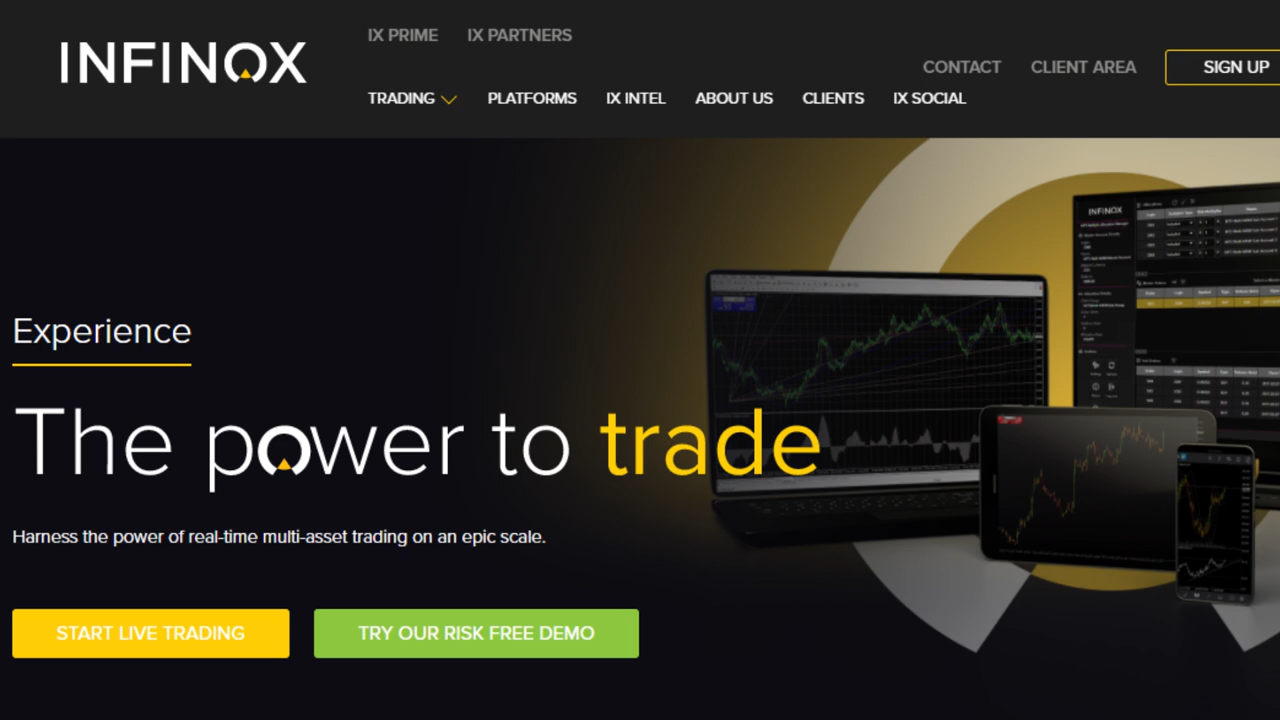 INFINOX
IX PRIME IX PARTNERS
CONTACT CLIENT AREA SIGN UP
TRADING PLATFORMS IX INTEL ABOUT US CLIENTS IX SOCIAL
INFINOX
Experience
The power to trade
Harness the power of real-time multi-asset trading on an epic scale.
START LIVE TRADING TRY OUR RISK FREE DEMO